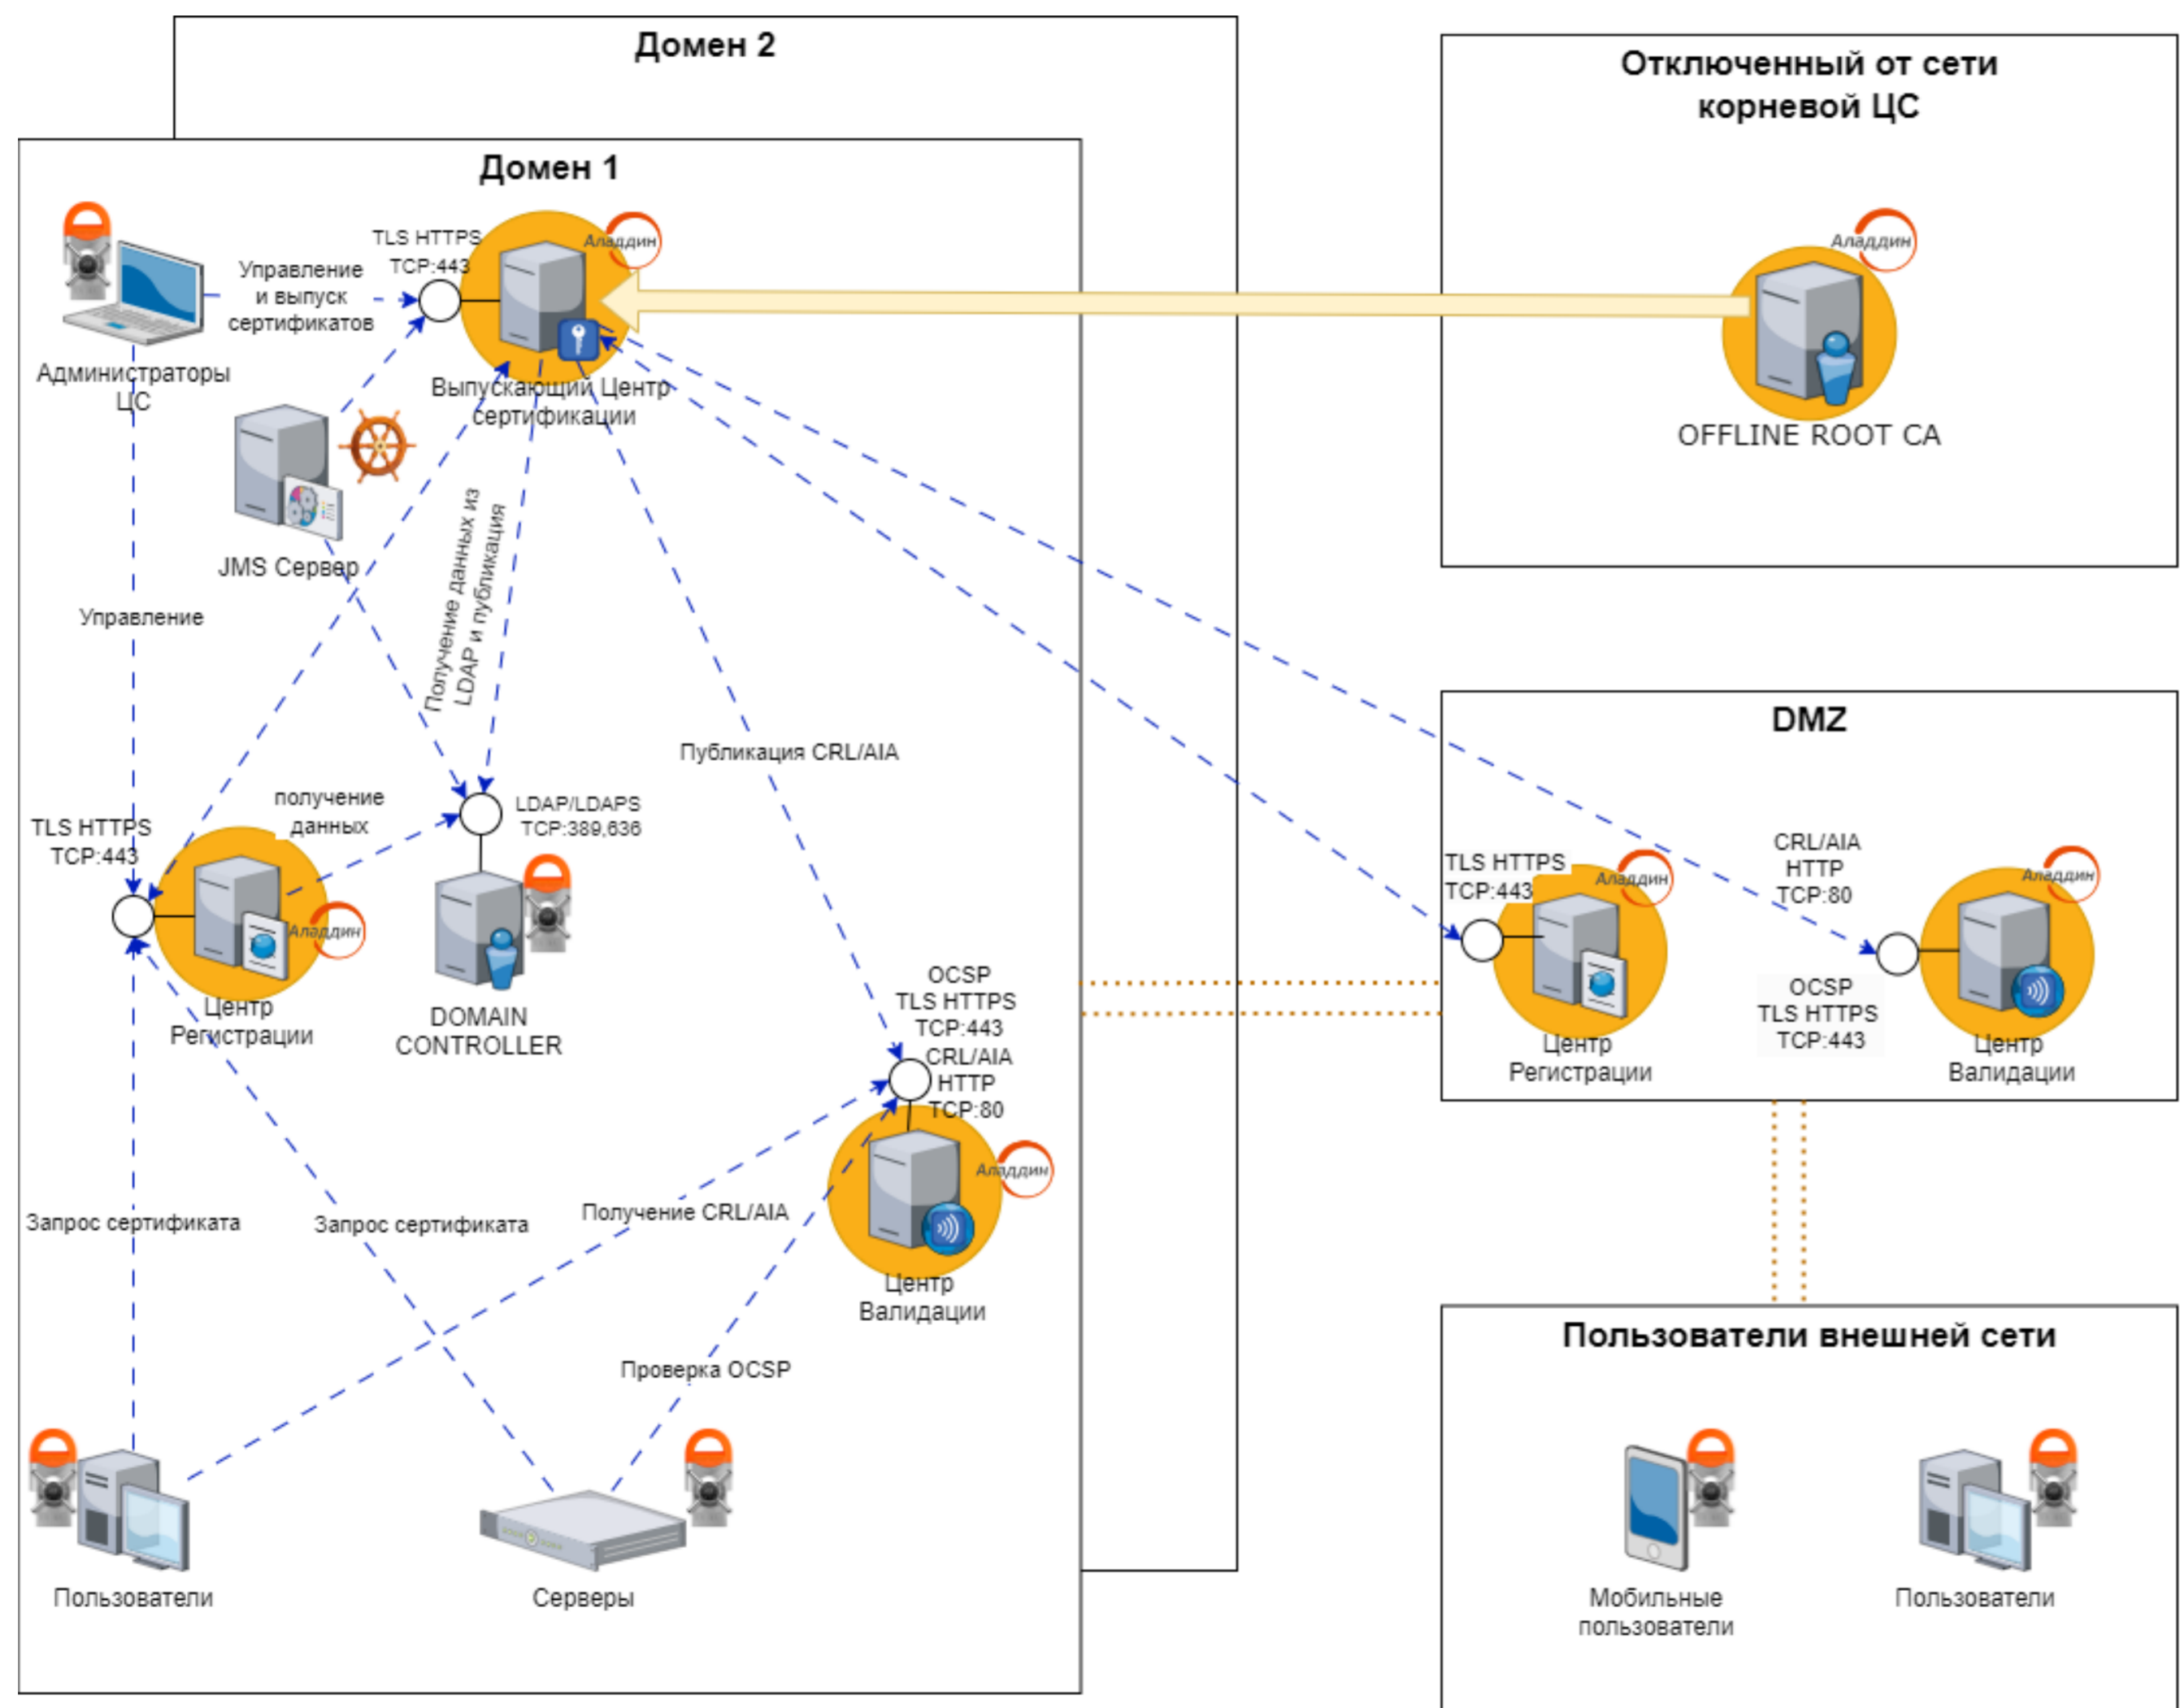 Домен 2
Отключенный от сети
корневой ЦС
Домен 1
TLS HTTPS
TCP:443
Аладдин
Управление
и выпуск
сертификатов
Администраторы
ЦС
Выпускающий Центр
сертификации
Аладдин
OFFLINE ROOT CA
JMS Сервер
Получение данных из
LDAP и публикация
Управление
Публикация CRL/AIA
DMZ
получение
данных
LDAP/LDAPS
TCP:389,636
TLS HTTPS
TCP:443
Аладдин
Центр
Регистрации
DOMAIN
CONTROLLER
OCSP
TLS HTTPS
TCP:443
CRL/AIA
HTTP
TCP:80
Аладдин
Центр
Валидации
TLS HTTPS
TCP:443
Аладдин
Центр
Регистрации
CRL/AIA
HTTP
TCP:80
OCSP
TLS HTTPS
TCP:443
Аладдин
Центр
Валидации
Запрос сертификата
Запрос сертификата
Получение CRL/AIA
Проверка OCSP
Пользователи
Серверы
Пользователи внешней сети
Мобильные
пользователи
Пользователи